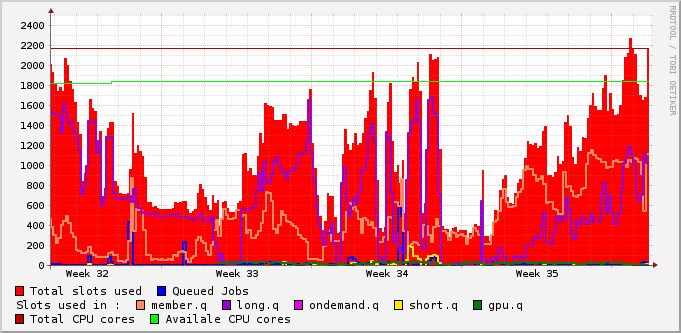 RRDTOOL / TOBI OETIKER
2400
2200
2000
1800
1600
1400
1200
1000
800
600
400
200
0
Week 32 Week 33 Week 34 Week 35
Total slots used Queued Jobs
Slots used in : member.q long.q ondemand.q short.q gpu.q
Total CPU cores Availale CPU cores